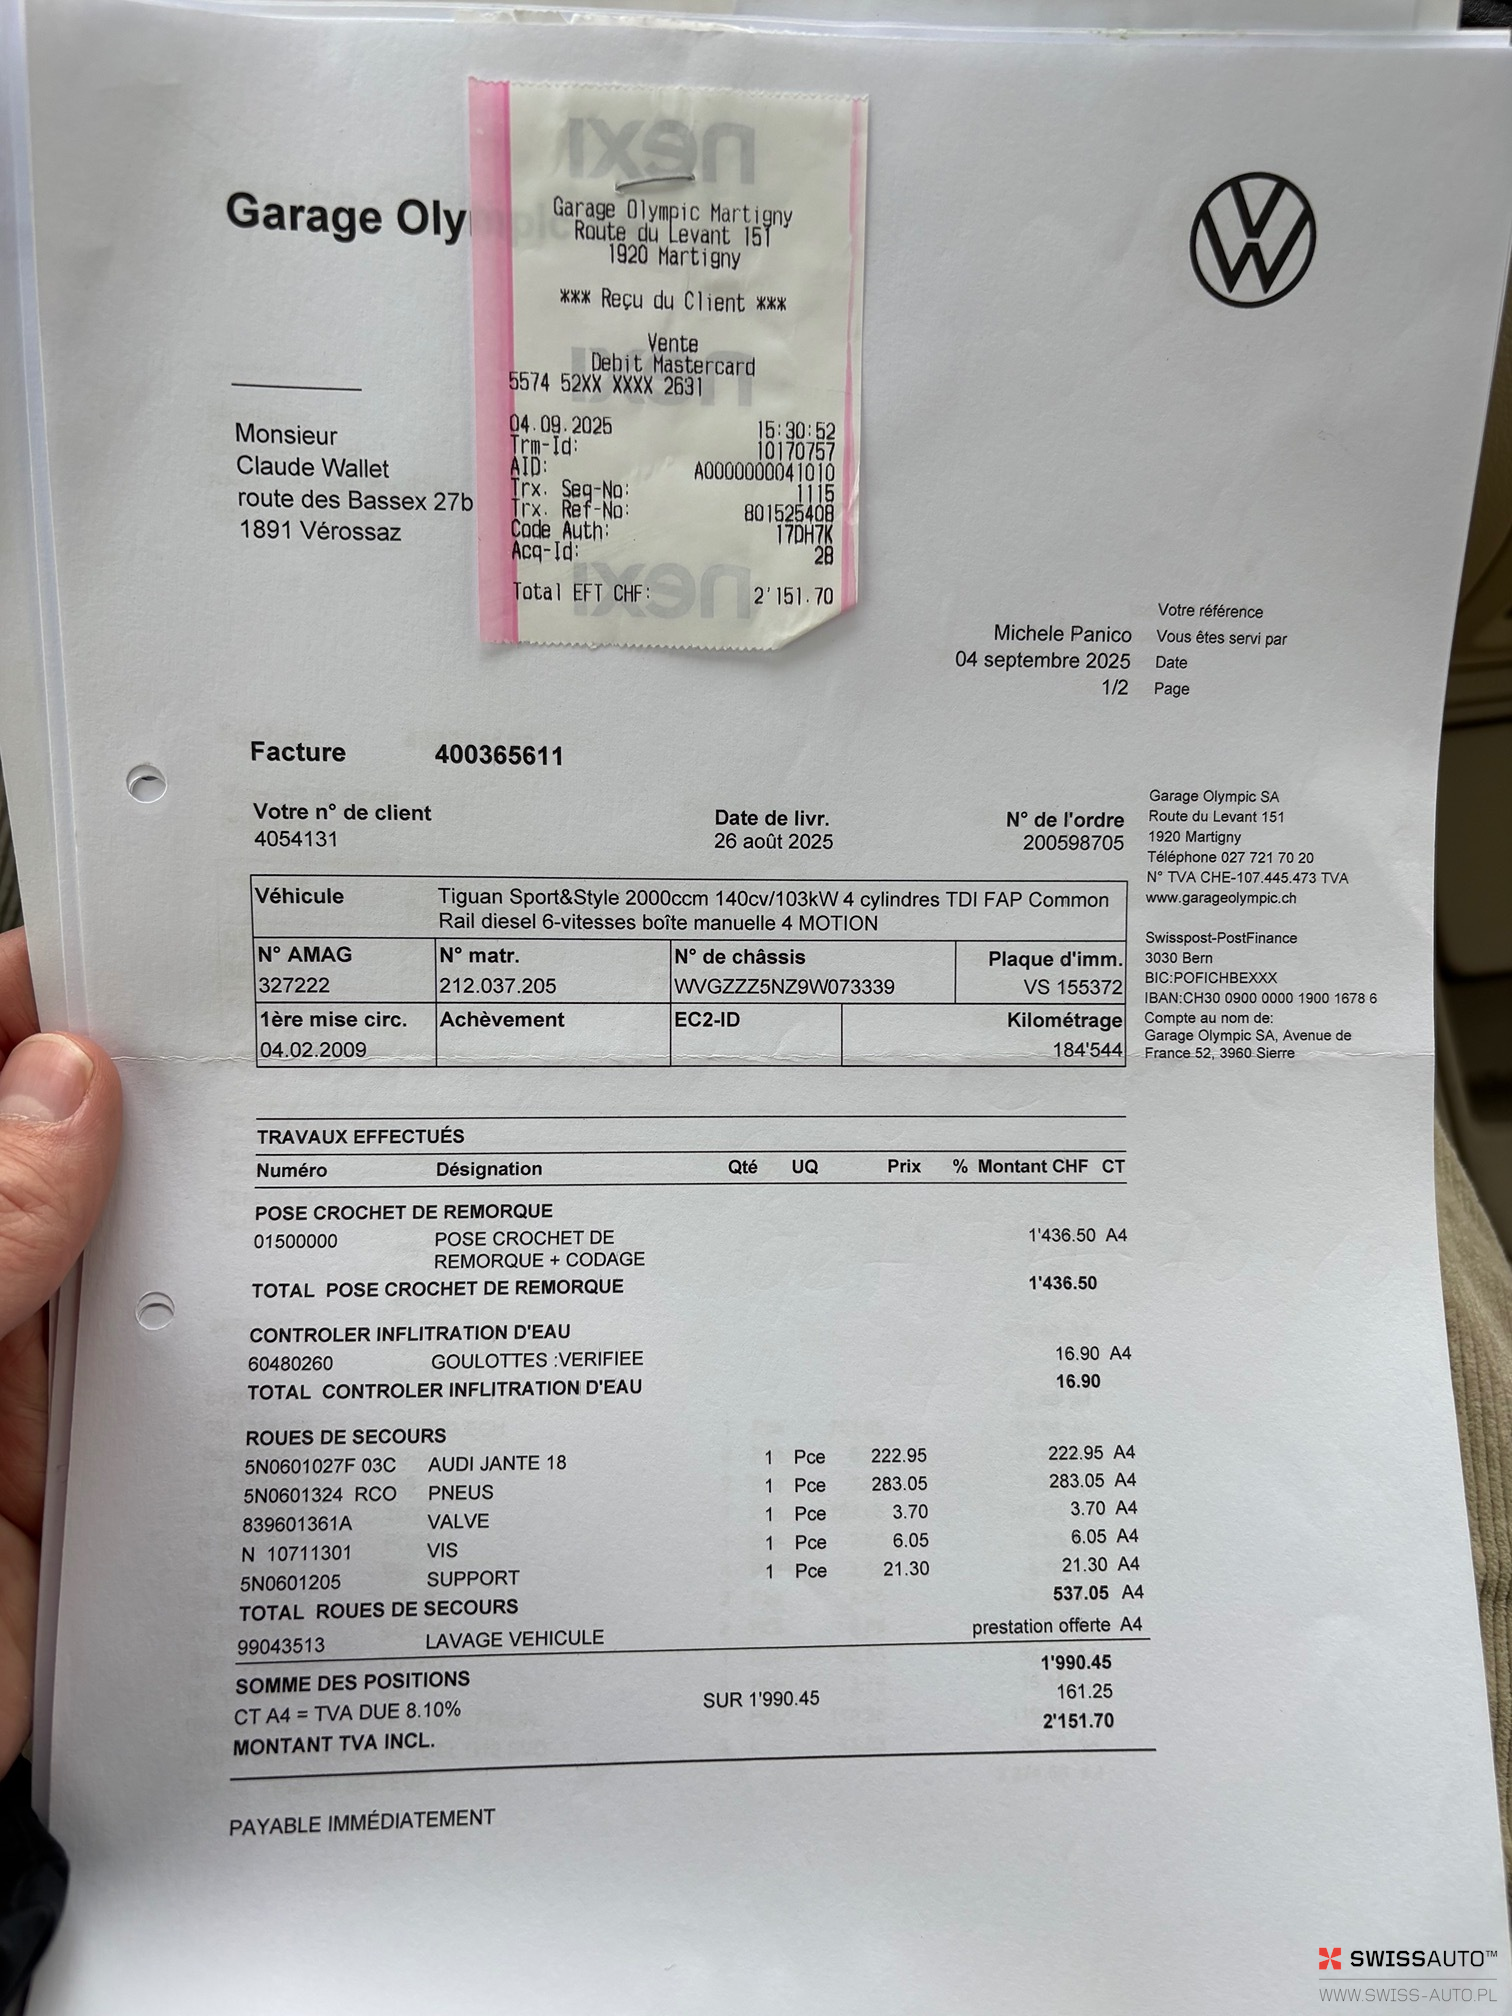 nexi
Garage Oly
Garage Olympic Martigny
Route du Levant 151
1920 Martigny
*** Reçu du Client ***
Vente
Debit Mastercard
5574 52XX XXXX 2631
04.09.2025 15:30:52
Trm-Id: 10170757
AID: A0000000041010
Trx. Seq-No: 1115
Trx. Ref-No: 801525408
Code Auth: 17DH7K
Acq-Id: 28
Total EFT CHF: 2'151.70
nexi
nexi
Monsieur
Claude Wallet
route des Bassex 27b
1891 Vérossaz
Votre référence
Michele Panico Vous êtes servi par
04 septembre 2025 Date
1/2 Page
Facture 400365611
Votre n° de client Date de livr. N° de l'ordre
4054131 26 août 2025 200598705
Garage Olympic SA
Route du Levant 151
1920 Martigny
Téléphone 027 721 70 20
N° TVA CHE-107.445.473 TVA
www.garageolympic.ch
Swisspost-PostFinance
3030 Bern
BIC:POFICHBEXXX
IBAN:CH30 0900 0000 1900 1678 6
Compte au nom de:
Garage Olympic SA, Avenue de
France 52, 3960 Sierre
Véhicule Tiguan Sport&Style 2000ccm 140cv/103kW 4 cylindres TDI FAP Common
Rail diesel 6-vitesses boîte manuelle 4 MOTION
N° AMAG N° matr. N° de châssis Plaque d'imm.
327222 212.037.205 WVGZZZ5NZ9W073339 VS 155372
1ère mise circ. Achèvement EC2-ID Kilométrage
04.02.2009 184'544
TRAVAUX EFFECTUÉS
Numéro Désignation Qté UQ Prix % Montant CHF CT
POSE CROCHET DE REMORQUE
01500000 POSE CROCHET DE 1'436.50 A4
REMORQUE + CODAGE
TOTAL POSE CROCHET DE REMORQUE 1'436.50
CONTROLER INFLITRATION D'EAU
60480260 GOULOTTES :VERIFIEE 16.90 A4
TOTAL CONTROLER INFLITRATION D'EAU 16.90
ROUES DE SECOURS
5N0601027F 03C AUDI JANTE 18 1 Pce 222.95 222.95 A4
5N0601324 RCO PNEUS 1 Pce 283.05 283.05 A4
839601361A VALVE 1 Pce 3.70 3.70 A4
N 10711301 VIS 1 Pce 6.05 6.05 A4
5N0601205 SUPPORT 1 Pce 21.30 21.30 A4
TOTAL ROUES DE SECOURS 537.05 A4
99043513 LAVAGE VEHICULE prestation offerte A4
SOMME DES POSITIONS 1'990.45
CT A4 = TVA DUE 8.10% SUR 1'990.45 161.25
MONTANT TVA INCL. 2'151.70
PAYABLE IMMÉDIATEMENT
SWISSAUTO™
WWW.SWISS-AUTO.PL